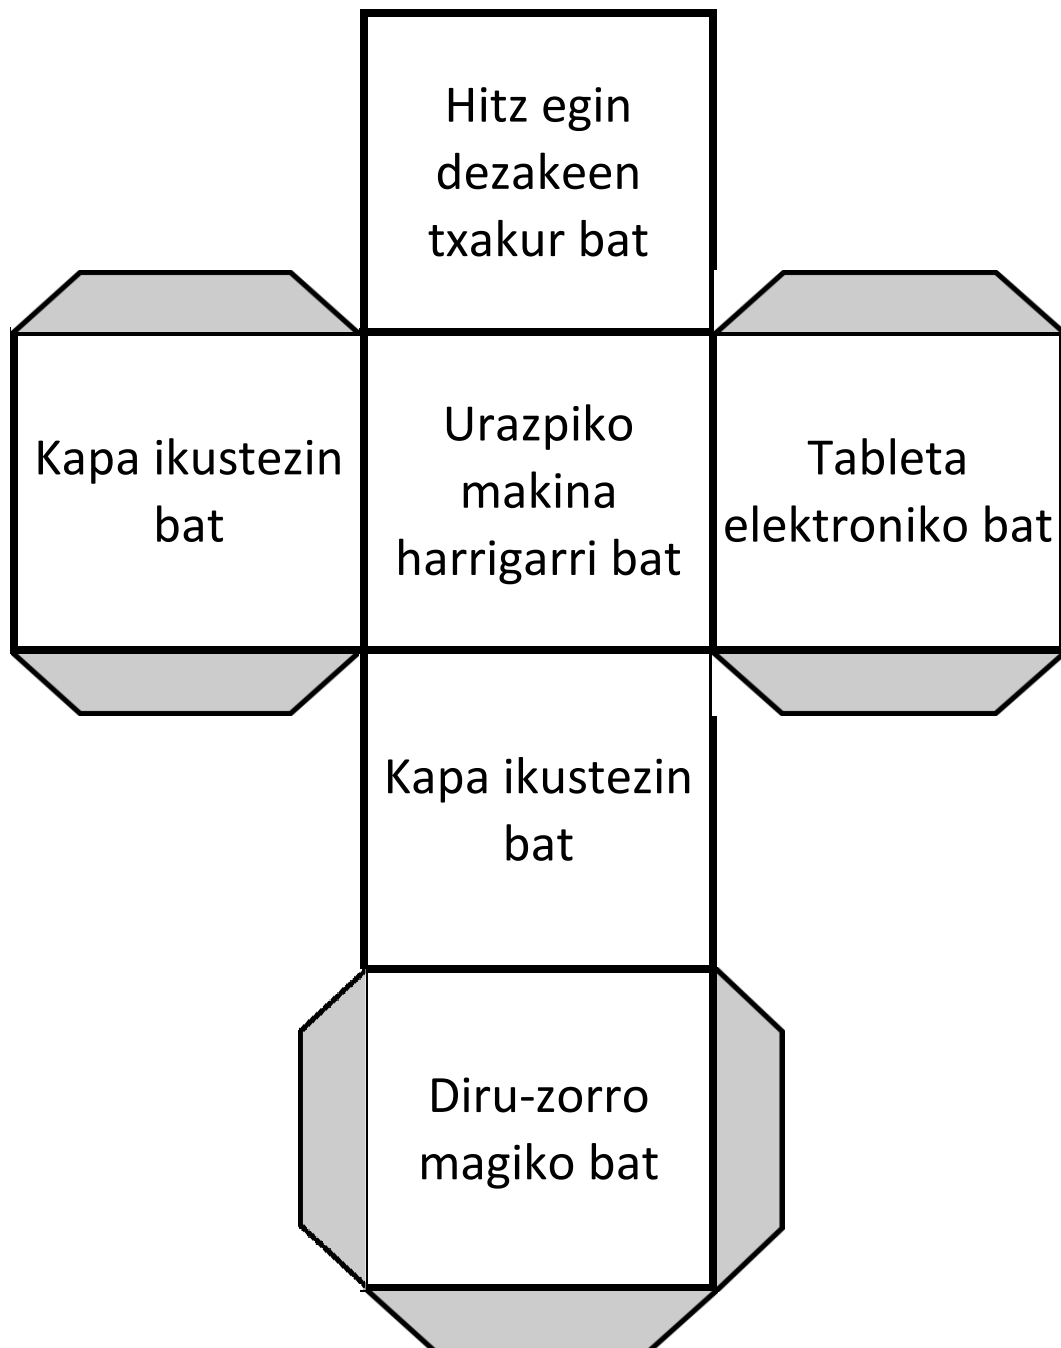 Hitz egin
dezakeen
txakur bat
Kapa ikustezin
bat
Urazpiko
makina
harrigarri bat
Tableta
elektroniko bat
Kapa ikustezin
bat
Diru-zorro
magiko bat